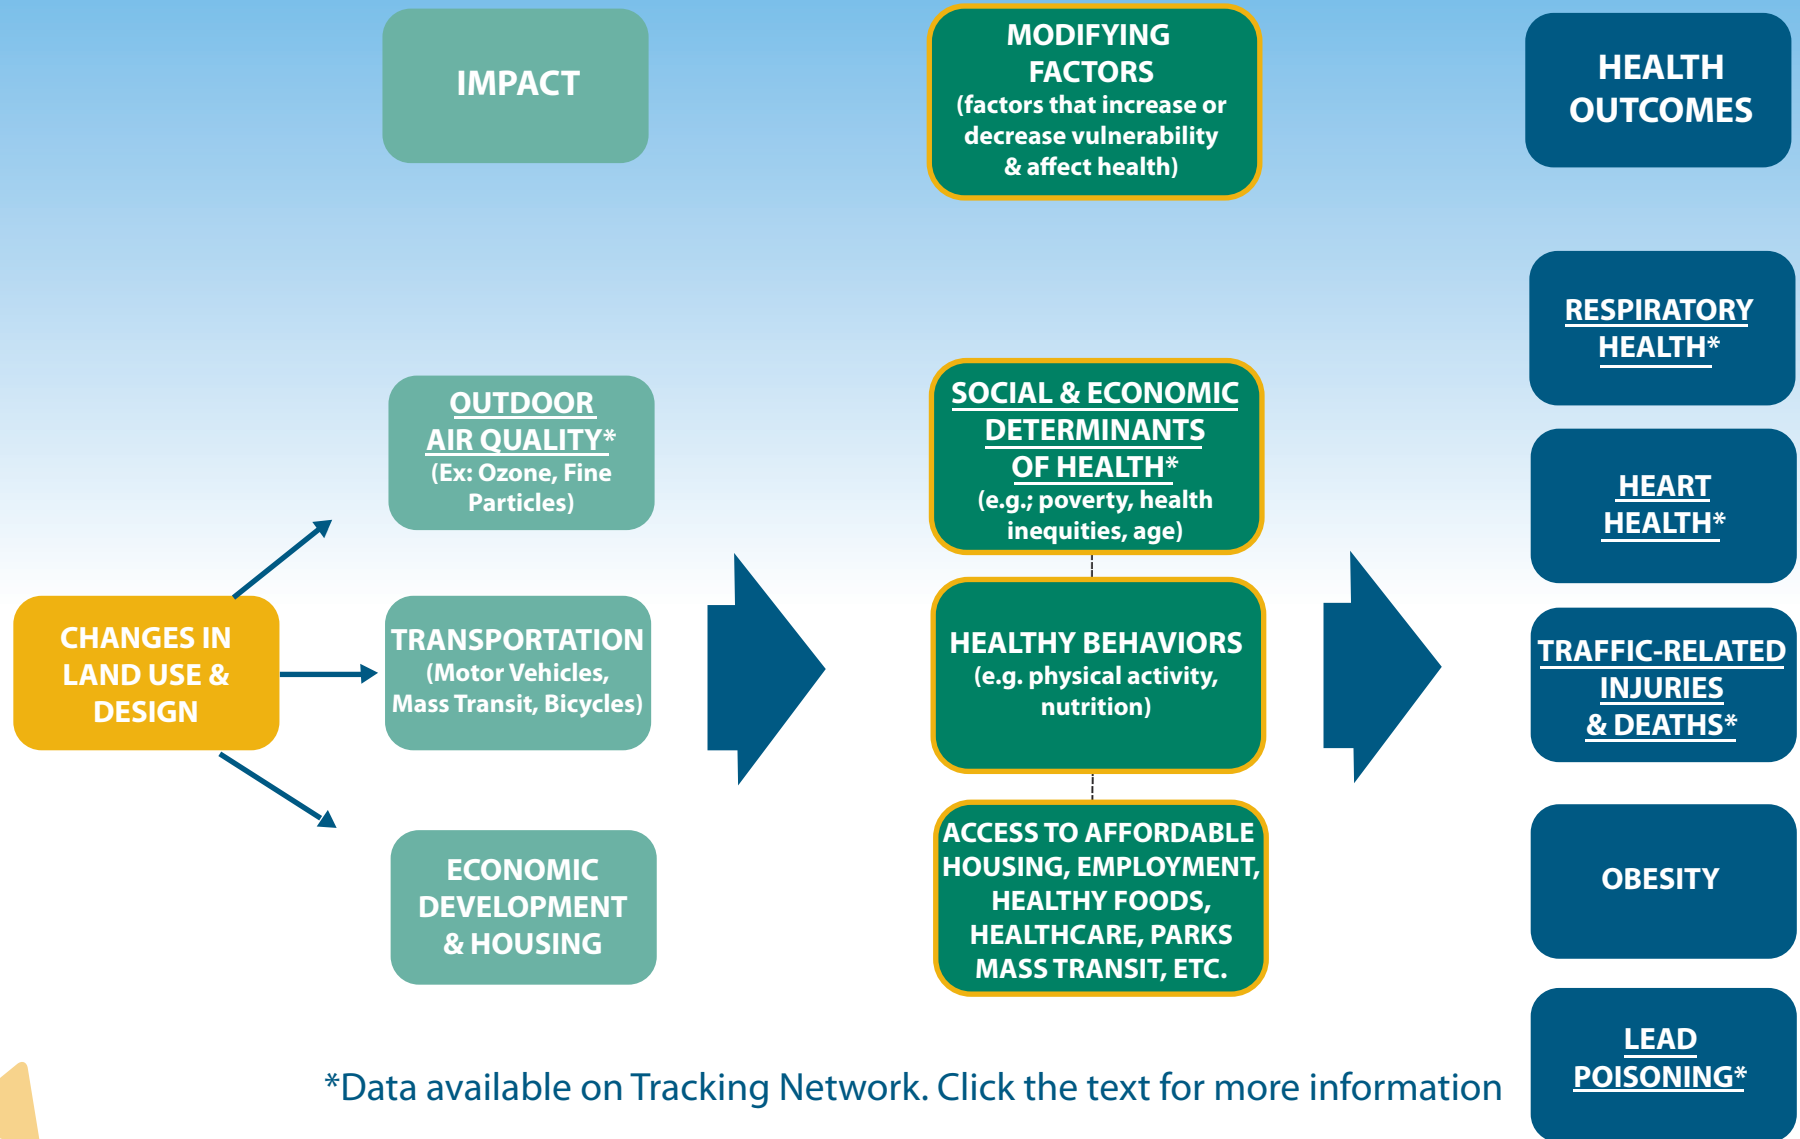 IMPACT
MODIFYING
FACTORS
(factors that increase or
decrease vulnerability
& affect health)
HEALTH
OUTCOMES
CHANGES IN
LAND USE &
DESIGN
OUTDOOR
AIR QUALITY*
(Ex: Ozone, Fine
Particles)
TRANSPORTATION
(Motor Vehicles,
Mass Transit, Bicycles)
ECONOMIC
DEVELOPMENT
& HOUSING
SOCIAL & ECONOMIC
DETERMINANTS
OF HEALTH*
(e.g.; poverty, health
inequities, age)
HEALTHY BEHAVIORS
(e.g. physical activity,
nutrition)
ACCESS TO AFFORDABLE
HOUSING, EMPLOYMENT,
HEALTHY FOODS,
HEALTHCARE, PARKS
MASS TRANSIT, ETC.
RESPIRATORY
HEALTH*
HEART
HEALTH*
TRAFFIC-RELATED
INJURIES
& DEATHS*
OBESITY
LEAD
POISONING*
*Data available on Tracking Network. Click the text for more information